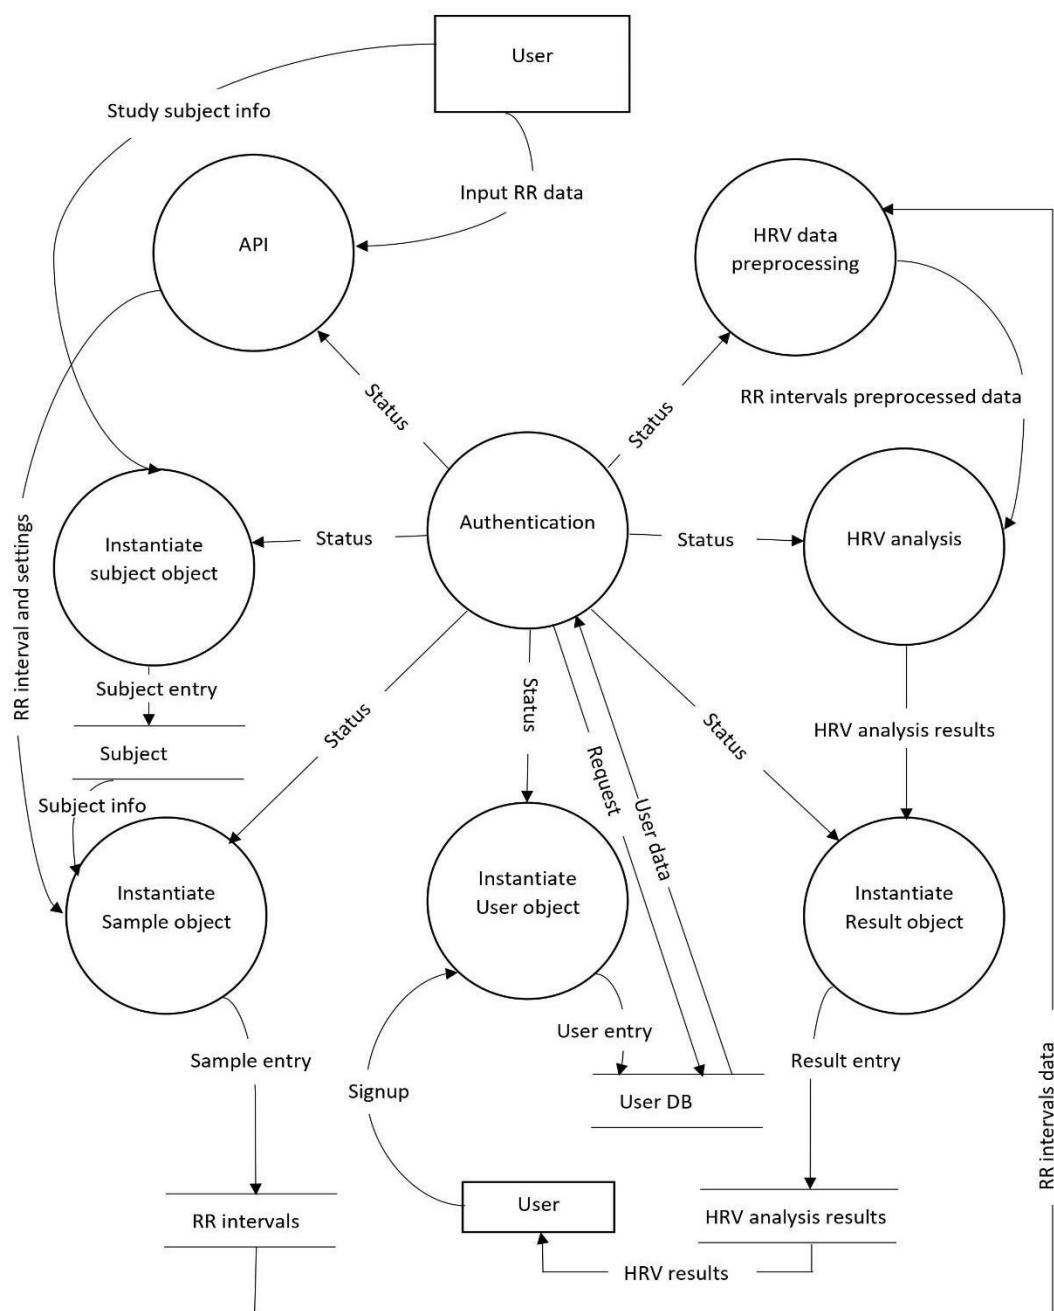 User
Study subject info
Input RR data
API
HRV data
preprocessing
Status
Status
RR intervals preprocessed data
Authentication
Instantiate
subject object
Status
Status
HRV analysis
RR interval and settings
Subject entry
Status
Status
Status
HRV analysis results
Subject
Request
User data
Subject info
Instantiate
Sample object
Instantiate
User object
Instantiate
Result object
Sample entry
User entry
Result entry
Signup
User DB
RR intervals data
User
RR intervals
HRV analysis results
HRV results